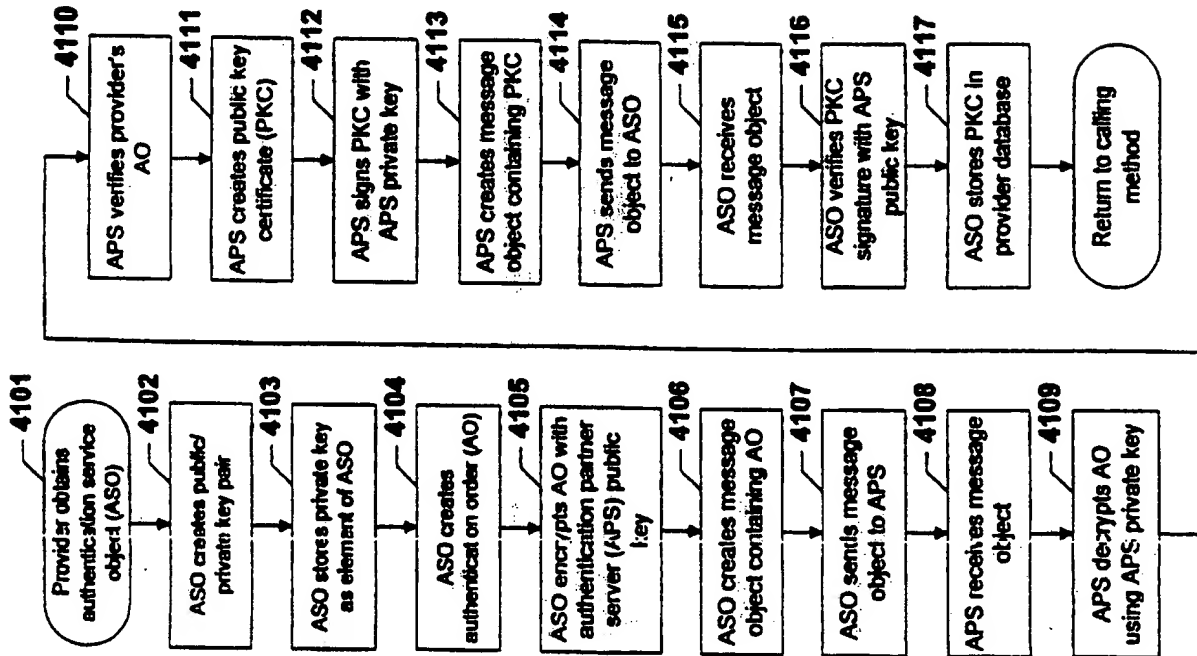 4101
Provider obtains
authentication service
object (ASO)
4102
ASO creates public/
private key pair
4103
ASO stores private key
as element of ASO
4104
ASO creates
authentication order (AO)
4105
ASO encrypts AO with
authentication partner
server (APS) public
key
4106
ASO creates message
object containing AO
4107
ASO sends message
object to APS
4108
APS receives message
object
4109
APS decrypts AO
using APS private key
4110
APS verifies provider's
AO
4111
APS creates public key
certificate (PKC)
4112
APS signs PKC with
APS private key
4113
APS creates message
object containing PKC
4114
APS sends message
object to ASO
4115
ASO receives
message object
4116
ASO verifies PKC
signature with APS
public key
4117
ASO stores PKC in
provider database
Return to calling
method